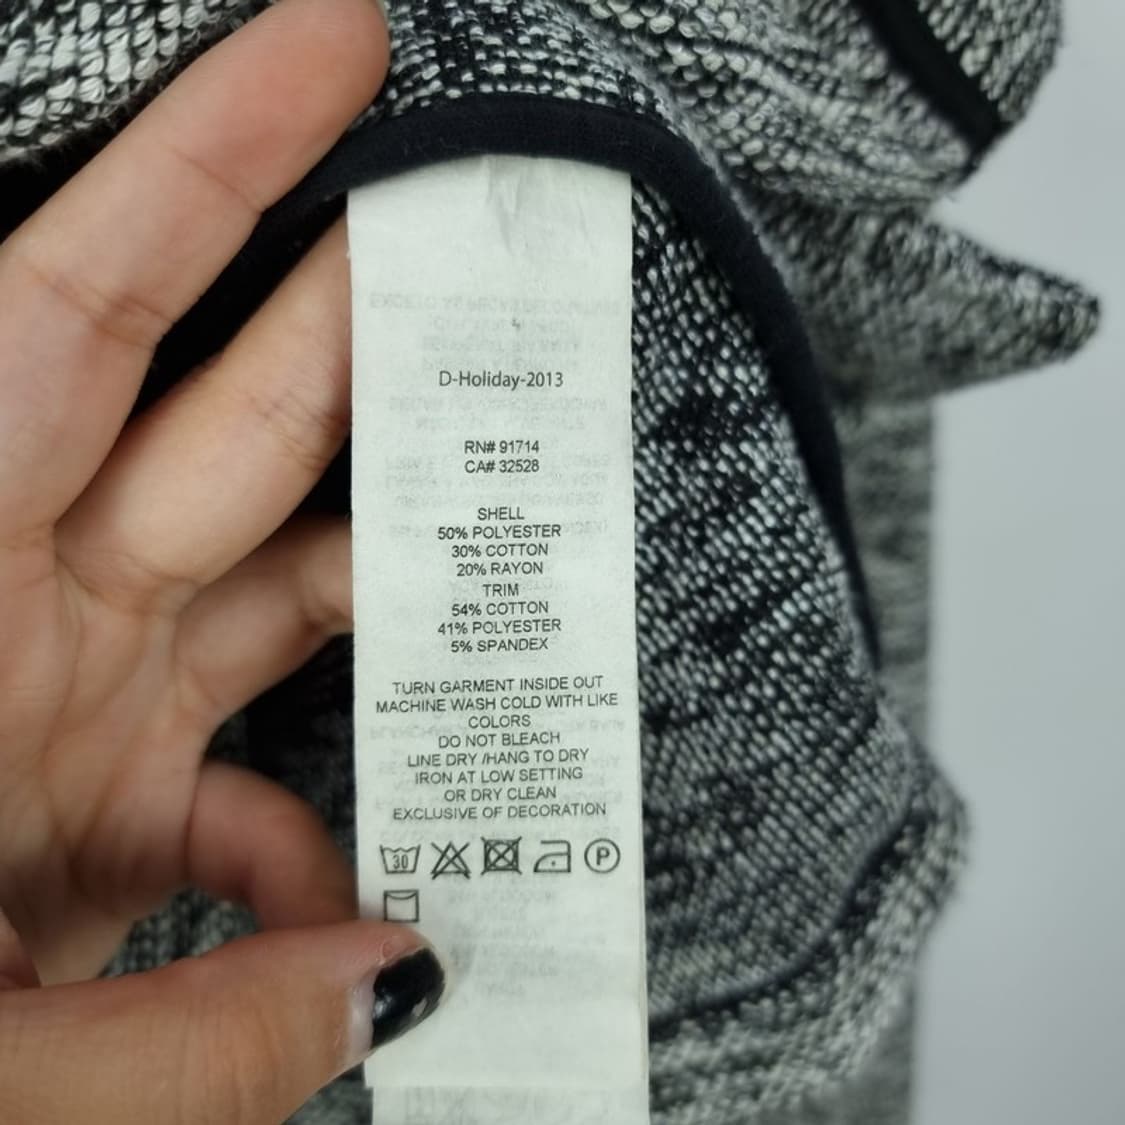 D-Holiday-2013
RN# 91714
CA# 32528
SHELL
50% POLYESTER
30% COTTON
20% RAYON
TRIM
54% COTTON
41% POLYESTER
5% SPANDEX
TURN GARMENT INSIDE OUT
MACHINE WASH COLD WITH LIKE
COLORS
DO NOT BLEACH
LINE DRY /HANG TO DRY
IRON AT LOW SETTING
OR DRY CLEAN
EXCLUSIVE OF DECORATION
30 P